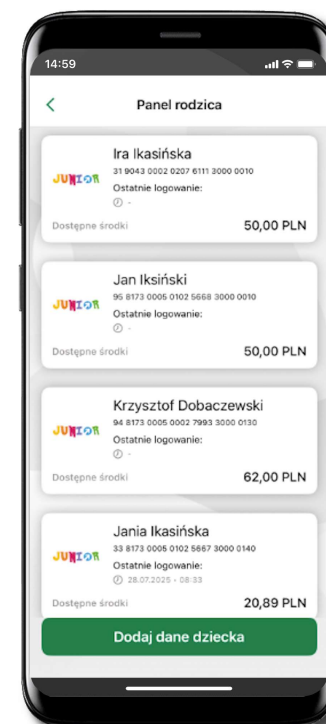 14:59
Panel rodzica
Ira Ikasińska
31 9043 0002 0207 6111 3000 0010
JUNIOR
Ostatnie logowanie:
-
Dostępne środki 50,00 PLN
Jan Iksiński
95 8173 0005 0102 5668 3000 0010
JUNIOR
Ostatnie logowanie:
-
Dostępne środki 50,00 PLN
Krzysztof Dobaczewski
94 8173 0005 0002 7993 3000 0130
JUNIOR
Ostatnie logowanie:
-
Dostępne środki 62,00 PLN
Jania Ikasińska
33 8173 0005 0102 5667 3000 0140
JUNIOR
Ostatnie logowanie:
28.07.2025 - 08:33
Dostępne środki 20,89 PLN
Dodaj dane dziecka